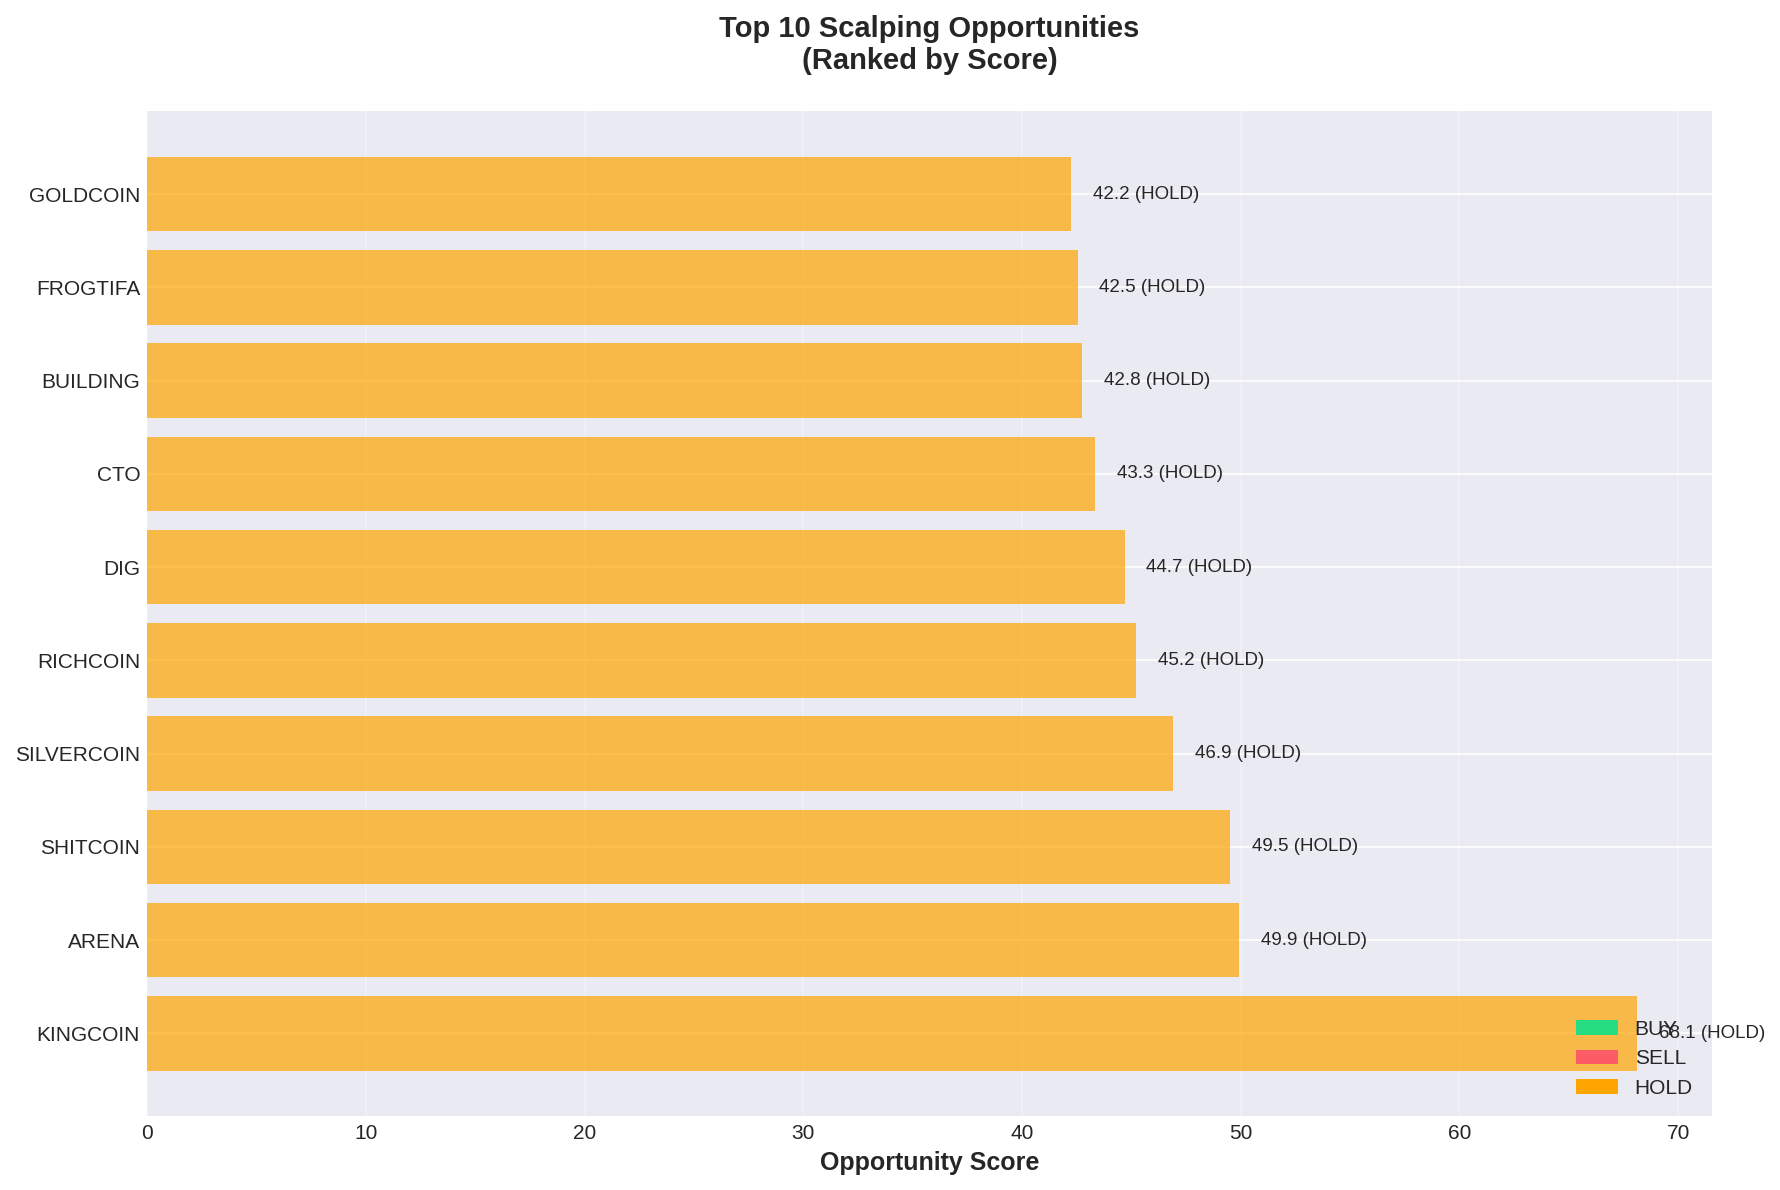 Top 10 Scalping Opportunities
(Ranked by Score)
GOLDCOIN
42.2 (HOLD)
FROGTIFA
42.5 (HOLD)
BUILDING
42.8 (HOLD)
CTO
43.3 (HOLD)
DIG
44.7 (HOLD)
RICHCOIN
45.2 (HOLD)
SILVERCOIN
46.9 (HOLD)
SHITCOIN
49.5 (HOLD)
ARENA
49.9 (HOLD)
KINGCOIN
68.1 (HOLD)
BUY
SELL
HOLD
0 10 20 30 40 50 60 70
Opportunity Score